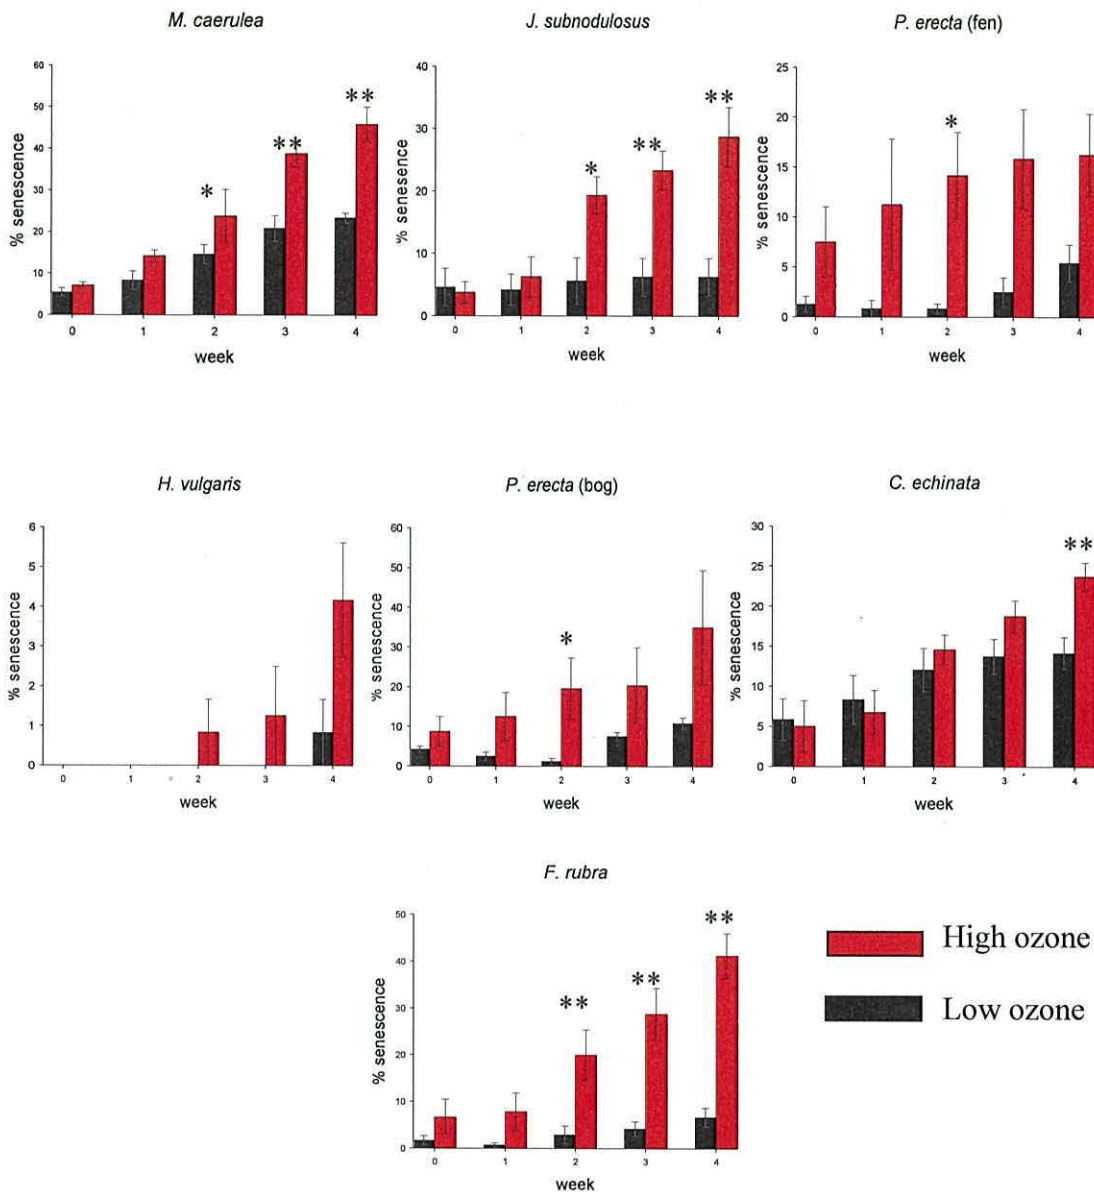 M. caerulea
60
50
40
30
20
10
0
% senescence
*
**
**
0 1 2 3 4
week
J. subnodulosus
40
30
20
10
0
% senescence
*
**
**
0 1 2 3 4
week
P. erecta (fen)
25
20
15
10
5
0
% senescence
*
0 1 2 3 4
week
H. vulgaris
6
5
4
3
2
1
0
% senescence
0 1 2 3 4
week
P. erecta (bog)
60
50
40
30
20
10
0
% senescence
*
0 1 2 3 4
week
C. echinata
30
25
20
15
10
5
0
% senescence
**
0 1 2 3 4
week
F. rubra
50
40
30
20
10
0
% senescence
**
**
**
0 1 2 3 4
week
High ozone
Low ozone